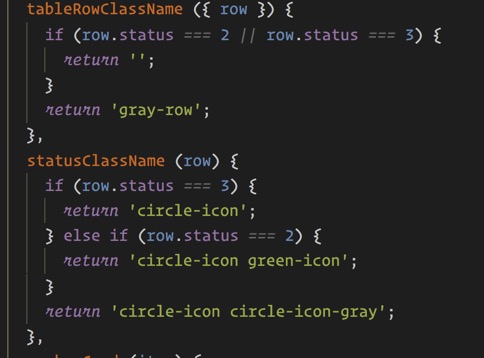 tableRowClassName ({ row }) {
if (row.status === 2 || row.status === 3) {
return '';
}
return 'gray-row';
},
statusClassName (row) {
if (row.status === 3) {
return 'circle-icon';
} else if (row.status === 2) {
return 'circle-icon green-icon';
}
return 'circle-icon circle-icon-gray';
},